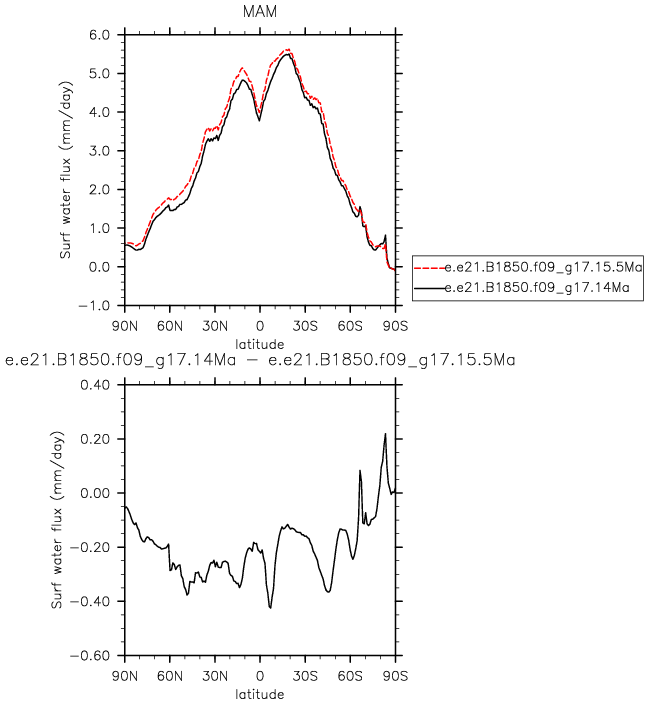 MAM
6.0
5.0
4.0
3.0
2.0
1.0
0.0
−1.0
Surf water flux (mm/day)
90N 60N 30N 0 30S 60S 90S
latitude
e.e21.B1850.f09_g17.15.5Ma
e.e21.B1850.f09_g17.14Ma
e.e21.B1850.f09_g17.14Ma − e.e21.B1850.f09_g17.15.5Ma
0.40
0.20
0.00
−0.20
−0.40
−0.60
Surf water flux (mm/day)
90N 60N 30N 0 30S 60S 90S
latitude